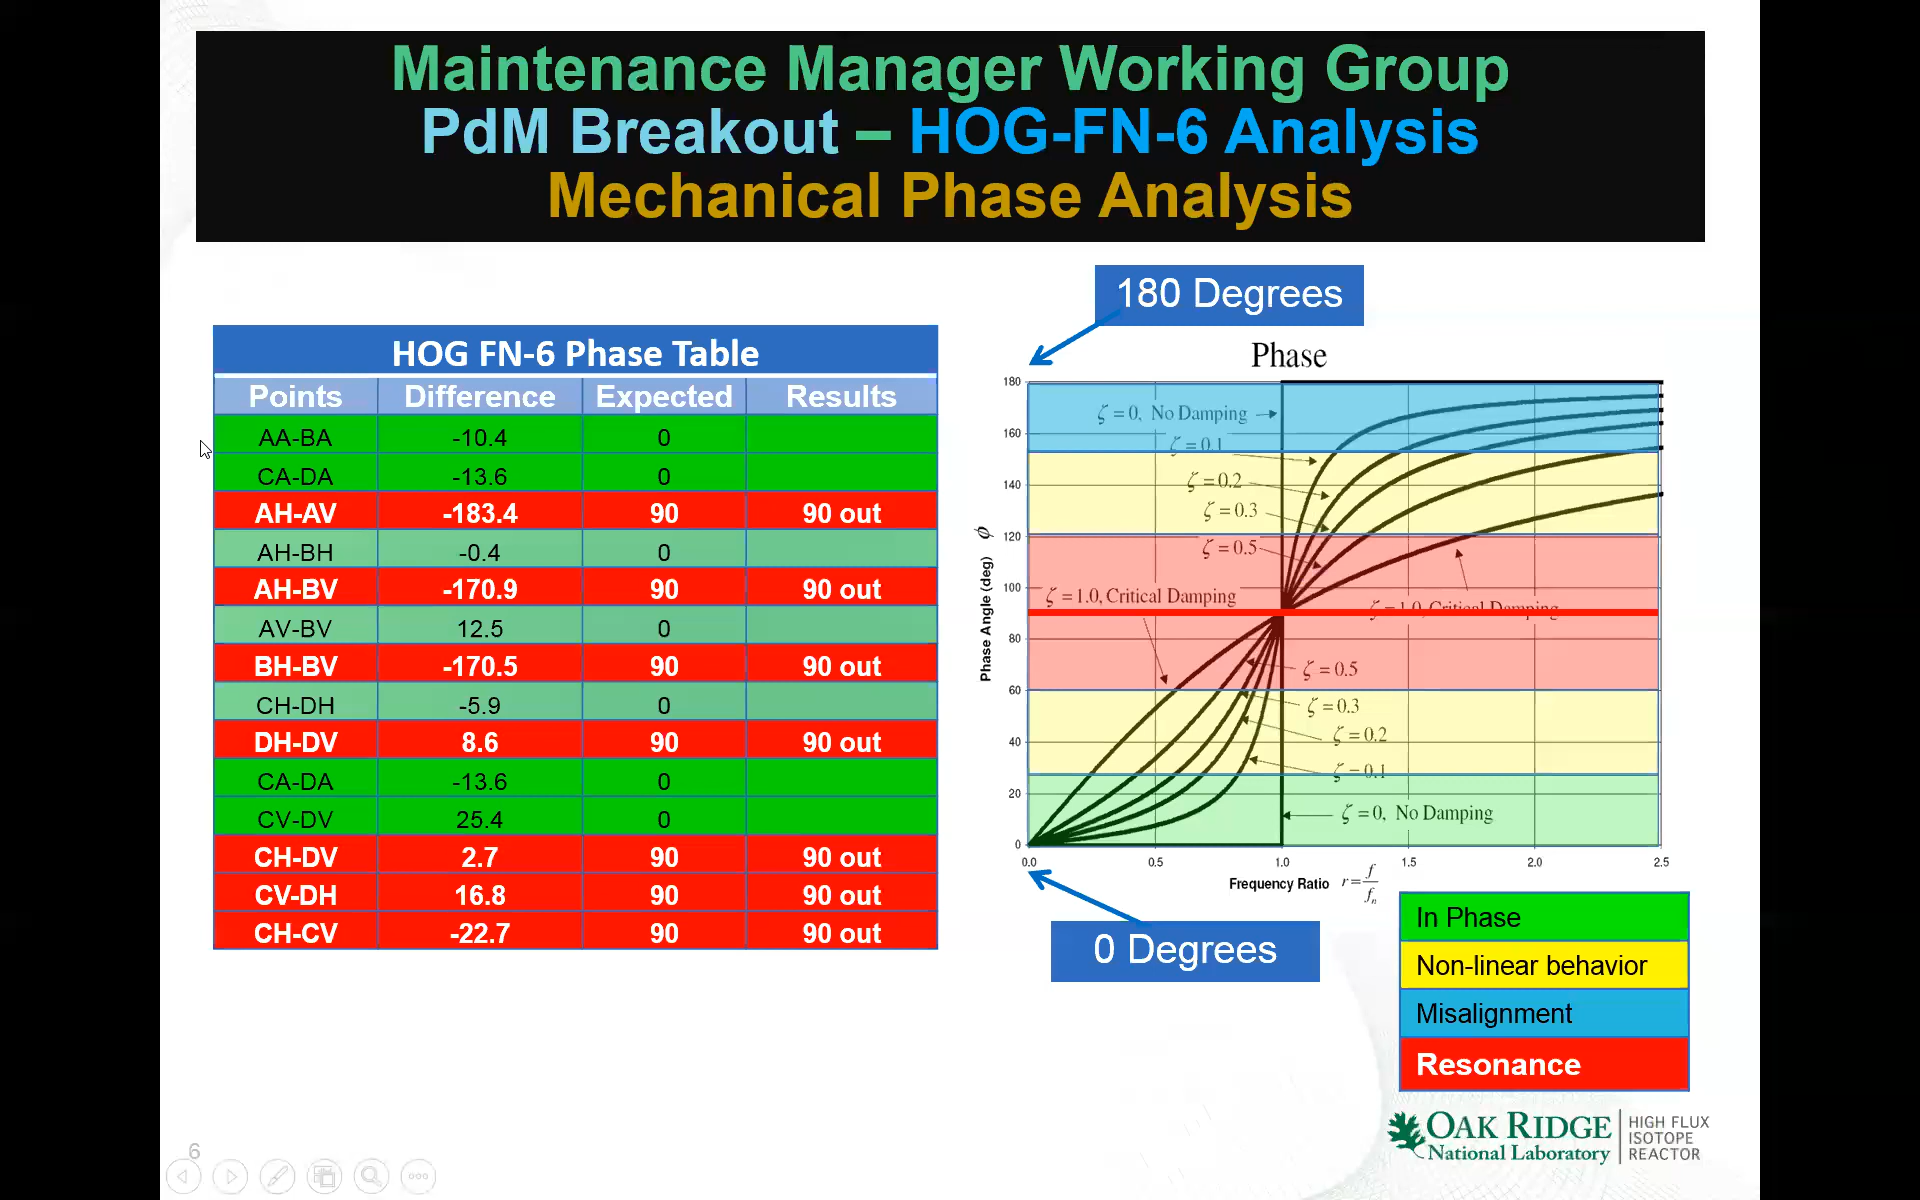 Maintenance Manager Working Group
PdM Breakout – HOG-FN-6 Analysis
Mechanical Phase Analysis
HOG FN-6 Phase Table
Points Difference Expected Results
AA-BA -10.4 0
CA-DA -13.6 0
AH-AV -183.4 90 90 out
AH-BH -0.4 0
AH-BV -170.9 90 90 out
AV-BV 12.5 0
BH-BV -170.5 90 90 out
CH-DH -5.9 0
DH-DV 8.6 90 90 out
CA-DA -13.6 0
CV-DV 25.4 0
CH-DV 2.7 90 90 out
CV-DH 16.8 90 90 out
CH-CV -22.7 90 90 out
180 Degrees
Phase
180
160
140
120
100
80
60
40
20
0
Phase Angle (deg) ϕ
ζ = 0, No Damping
ζ = 0.1
ζ = 0.2
ζ = 0.3
ζ = 0.5
ζ = 1.0, Critical Damping
ζ = 1.0, Critical Damping
ζ = 0.5
ζ = 0.3
ζ = 0.2
ζ = 0.1
ζ = 0, No Damping
0.0 0.5 1.0 1.5 2.0 2.5
Frequency Ratio r = f / fn
0 Degrees
In Phase
Non-linear behavior
Misalignment
Resonance
OAK RIDGE
National Laboratory
HIGH FLUX
ISOTOPE
REACTOR
6